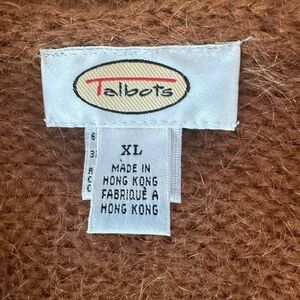 Talbots
XL
MADE IN
HONG KONG
FABRIQUÉ A
HONG KONG